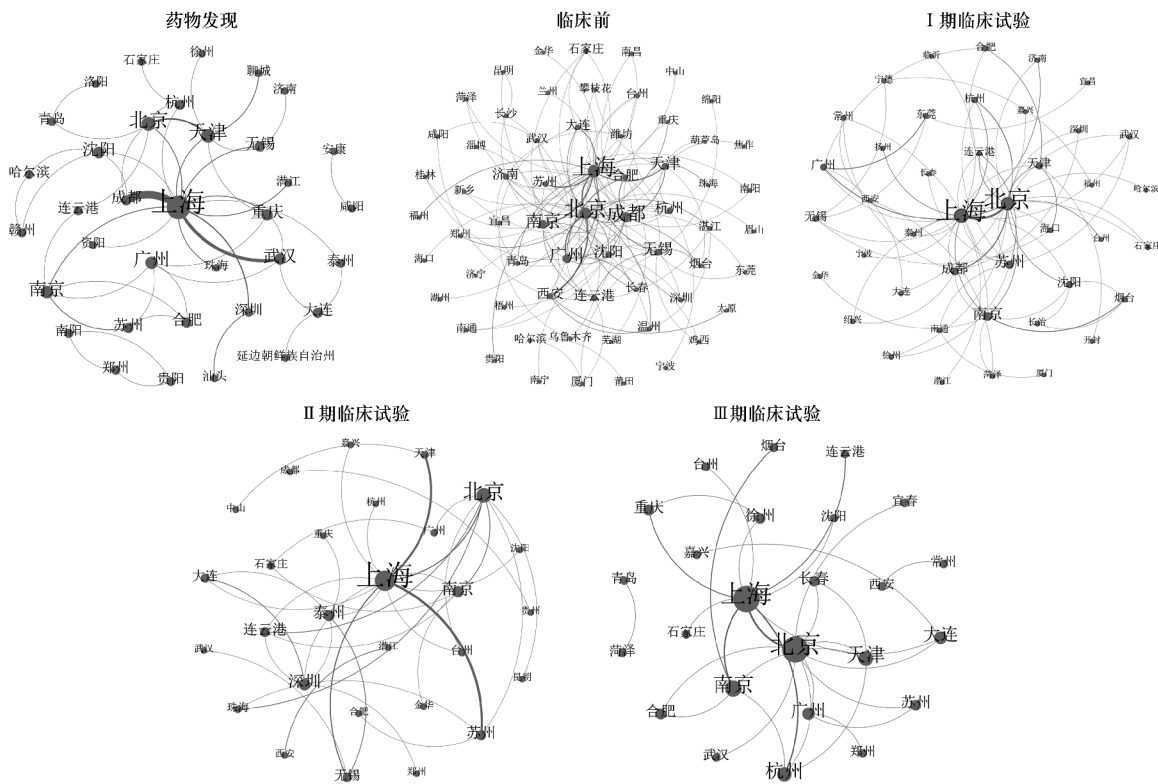 药物发现
徐州
石家庄
聊城
洛阳
济南
杭州
青岛
北京
天津
无锡
沈阳
安康
哈尔滨
潜江
成都
上海
连云港
重庆
咸阳
赣州
资阳
广州
武汉
珠海
泰州
南京
深圳
大连
南阳
苏州
合肥
延边朝鲜族自治州
郑州
贵阳
汕头
临床前
金华
石家庄
南昌
昆明
中山
兰州
攀枝花
台州
菏泽
绵阳
长沙
大连
重庆
咸阳
武汉
潍坊
葫芦岛
淄博
焦作
上海
天津
桂林
济南
合肥
新乡
苏州
珠海
南阳
福州
宜昌
南京
北京
成都
杭州
郑州
湛江
眉山
海口
青岛
广州
沈阳
无锡
烟台
济宁
东莞
湖州
西安
连云港
长春
深圳
梧州
太原
南通
温州
哈尔滨
乌鲁木齐
芜湖
鸡西
贵阳
宁波
南宁
厦门
莆田
Ⅰ期临床试验
临沂
合肥
济南
宁德
宜昌
杭州
常州
东莞
嘉兴
深圳
武汉
扬州
连云港
广州
长春
天津
西安
杭州
哈尔滨
无锡
上海
北京
泰州
海口
台州
石家庄
宁波
成都
苏州
金华
大连
沈阳
烟台
绍兴
南通
南京
长治
开封
徐州
潜江
菏泽
厦门
Ⅱ期临床试验
嘉兴
天津
成都
北京
中山
杭州
重庆
广州
沈阳
石家庄
大连
上海
南京
泰州
贵州
连云港
武汉
潜江
台州
深圳
昆明
珠海
合肥
金华
苏州
西安
无锡
郑州
Ⅲ期临床试验
烟台
台州
连云港
重庆
徐州
沈阳
宜春
嘉兴
常州
青岛
上海
长春
西安
石家庄
北京
大连
菏泽
天津
南京
合肥
广州
苏州
武汉
郑州
杭州